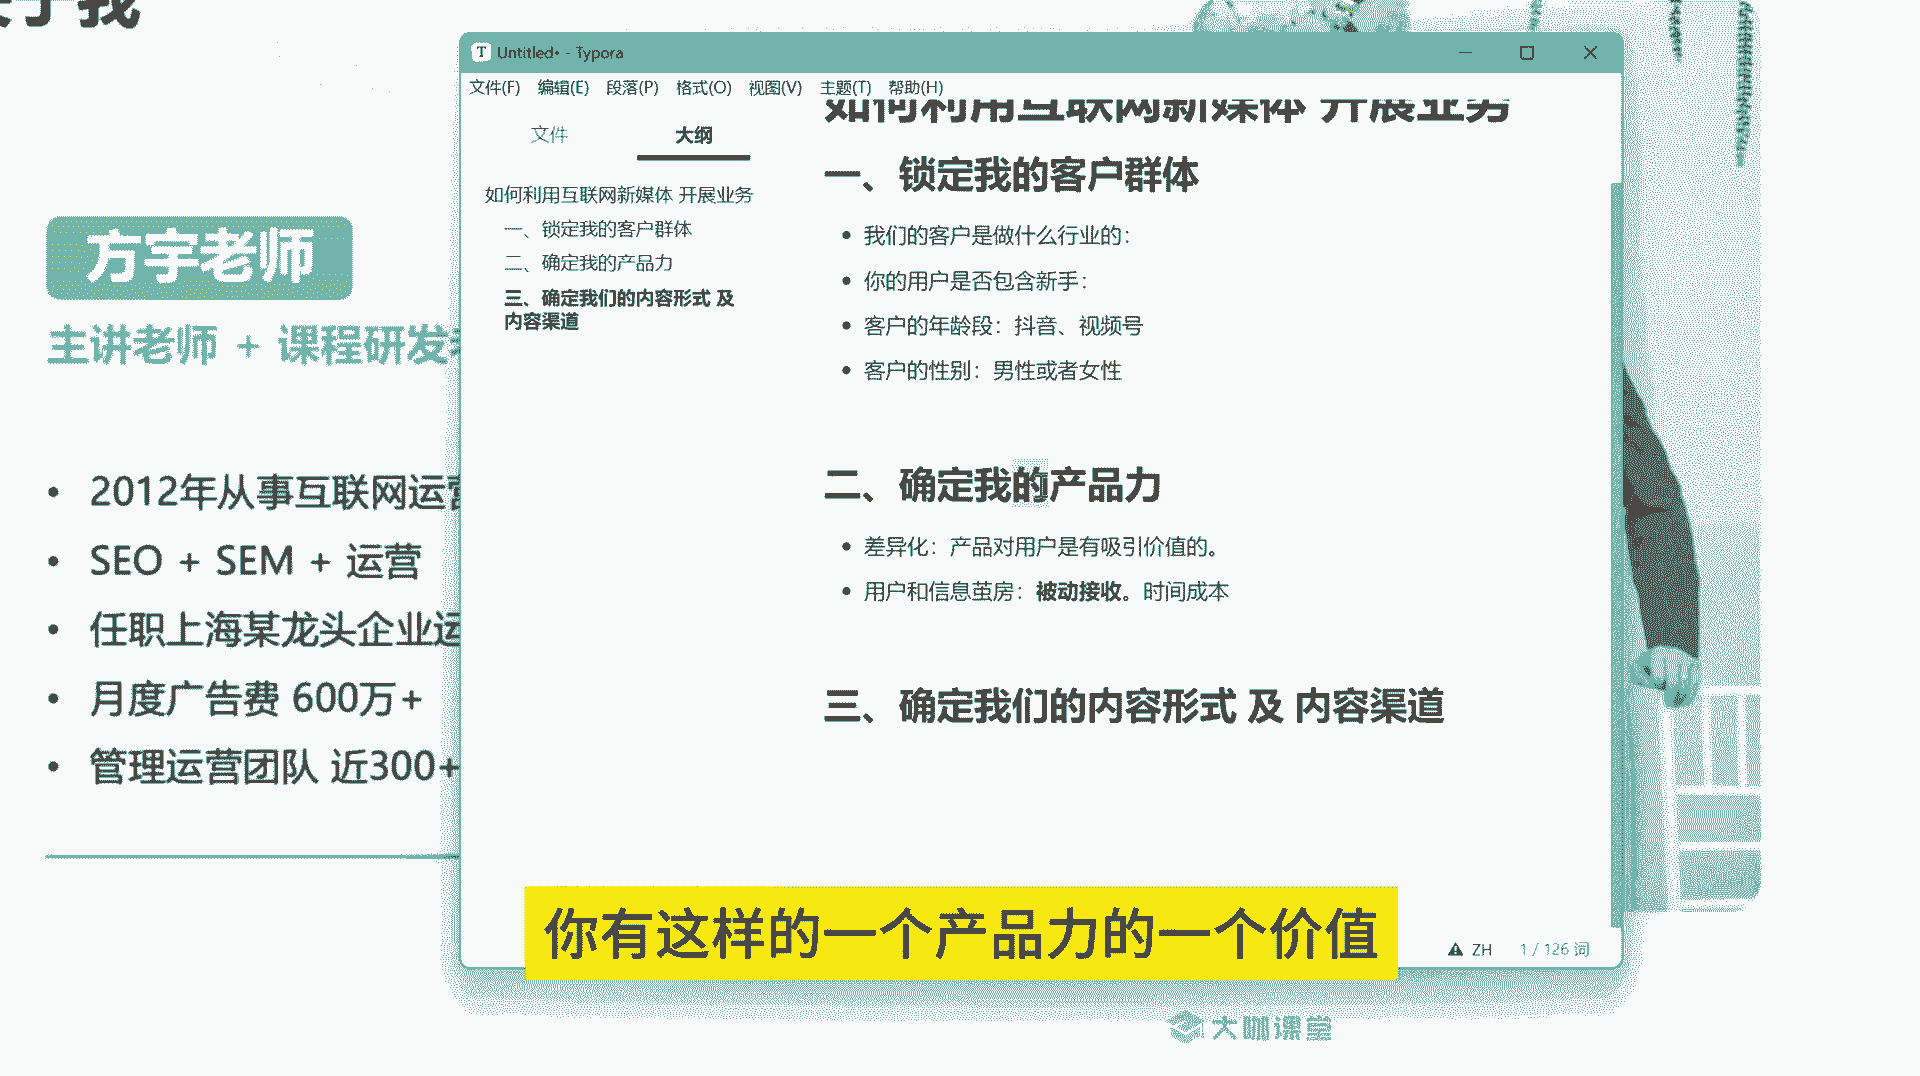 Untitled• - Typora
文件(F) 编辑(E) 段落(P) 格式(O) 视图(V) 主题(T) 帮助(H)
文件 大纲
如何利用互联网新媒体 开展业务
一、锁定我的客户群体
二、确定我的产品力
三、确定我们的内容形式 及
内容渠道
如何利用互联网新媒体 开展业务
一、锁定我的客户群体
我们的客户是做什么行业的：
你的用户是否包含新手：
客户的年龄段：抖音、视频号
客户的性别：男性或者女性
二、确定我的产品力
差异化：产品对用户是有吸引价值的。
用户和信息茧房：被动接收。时间成本
三、确定我们的内容形式 及 内容渠道
ZH 1 / 126 词
于我
方宇老师
主讲老师 + 课程研发
• 2012年从事互联网运营
• SEO + SEM + 运营
• 任职上海某龙头企业运
• 月度广告费 600万+
• 管理运营团队 近300+
你有这样的一个产品力的一个价值
大咖课堂